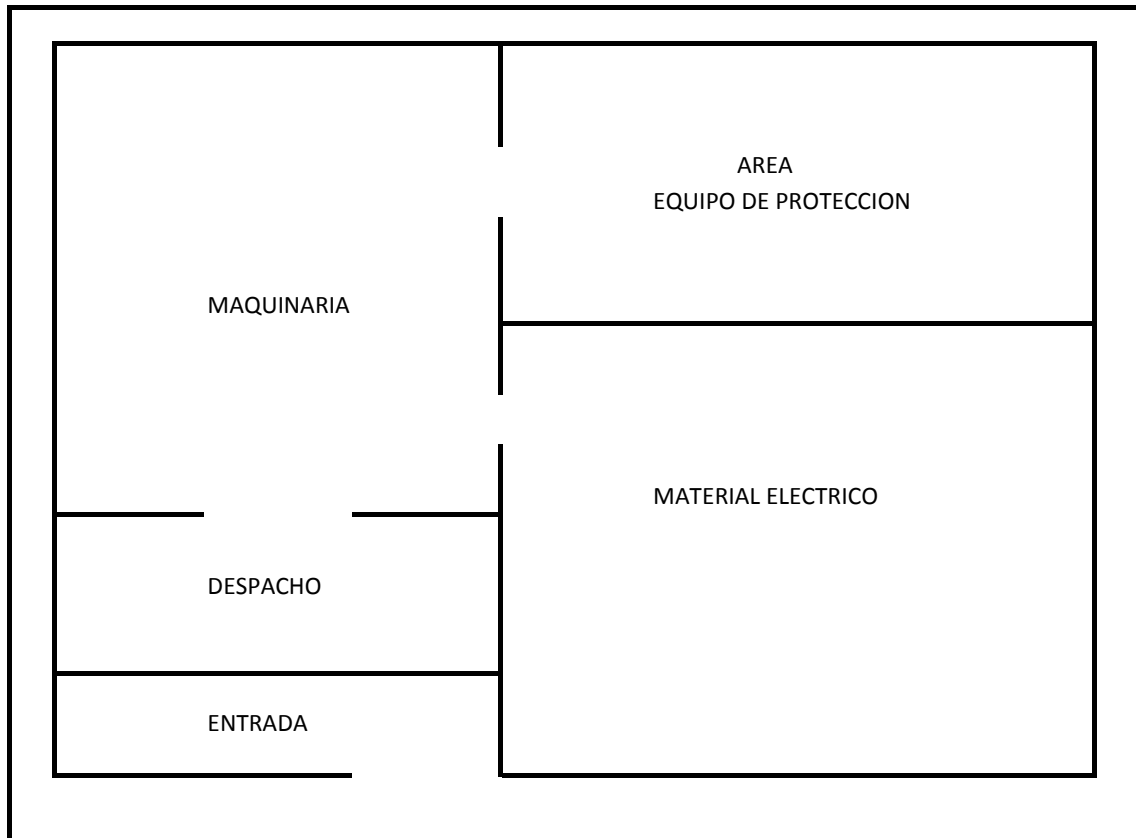 AREA
EQUIPO DE PROTECCION
MAQUINARIA
MATERIAL ELECTRICO
DESPACHO
ENTRADA